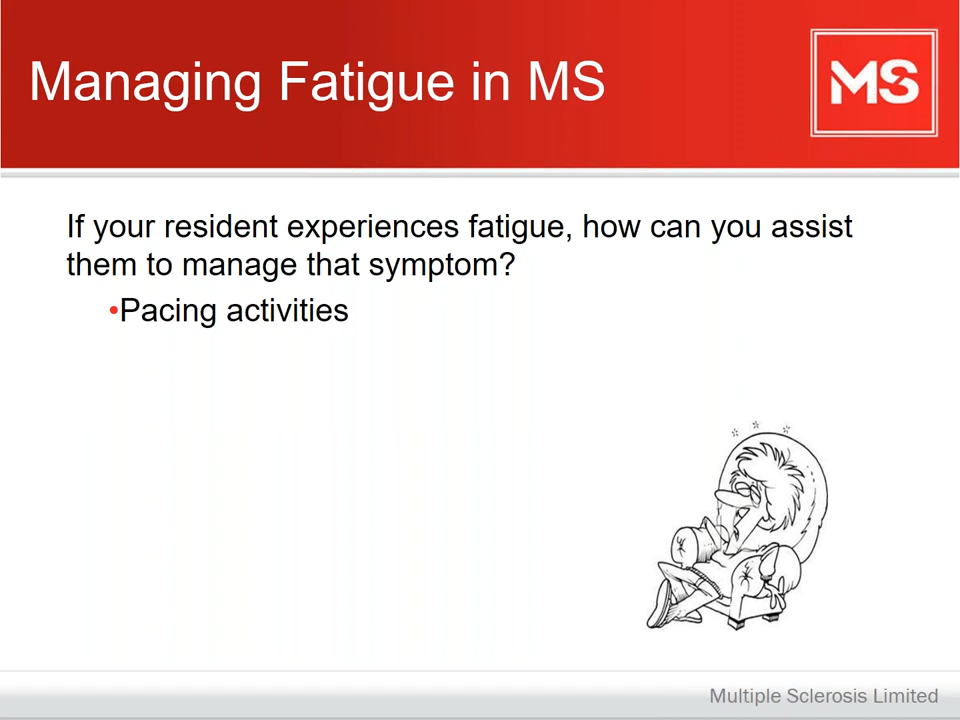 Managing Fatigue in MS
MS
If your resident experiences fatigue, how can you assist
them to manage that symptom?
•Pacing activities
Multiple Sclerosis Limited